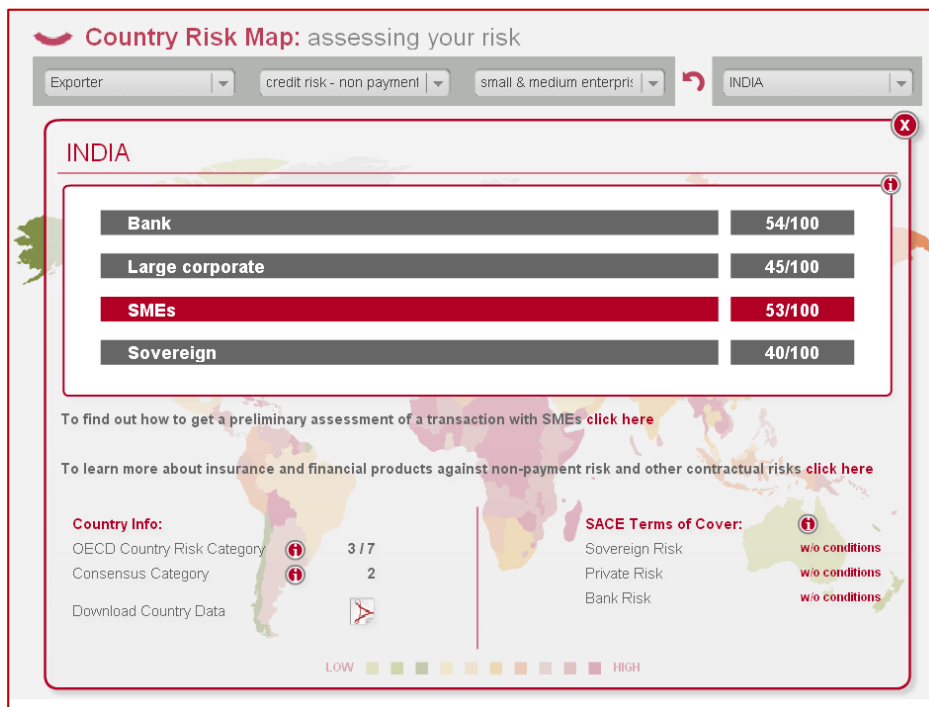 Country Risk Map: assessing your risk
Exporter
credit risk - non payment
small & medium enterpris
INDIA
X
INDIA
Bank 54/100
Large corporate 45/100
SMEs 53/100
Sovereign 40/100
To find out how to get a preliminary assessment of a transaction with SMEs click here
To learn more about insurance and financial products against non-payment risk and other contractual risks click here
Country Info:
OECD Country Risk Category 3 / 7
Consensus Category 2
Download Country Data
SACE Terms of Cover:
Sovereign Risk w/o conditions
Private Risk w/o conditions
Bank Risk w/o conditions
LOW HIGH